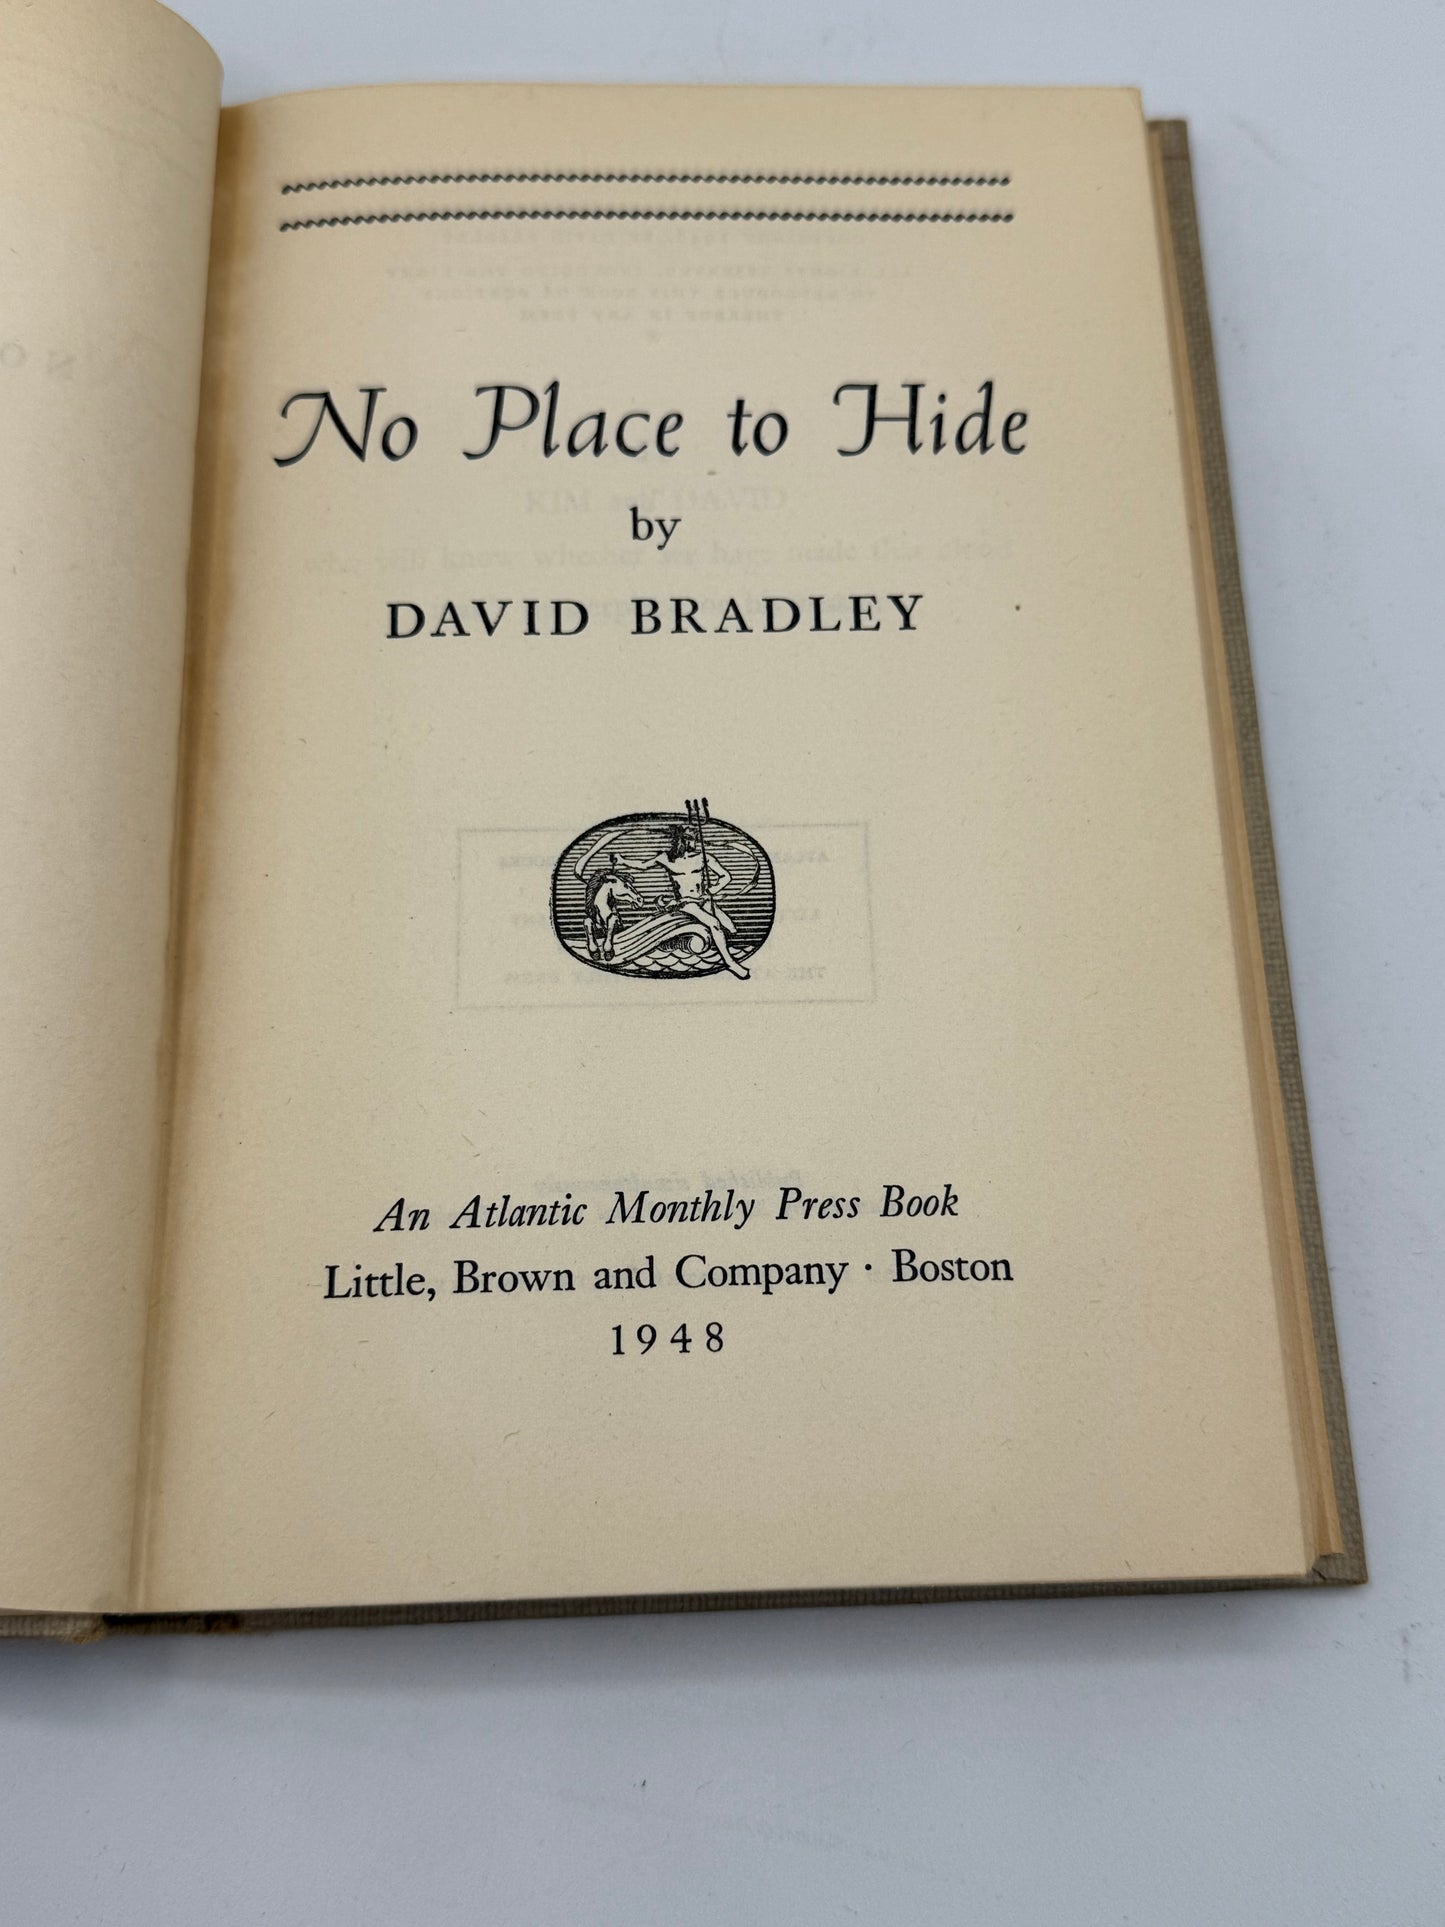 No Place to Hide
by
DAVID BRADLEY
An Atlantic Monthly Press Book
Little, Brown and Company · Boston
1948